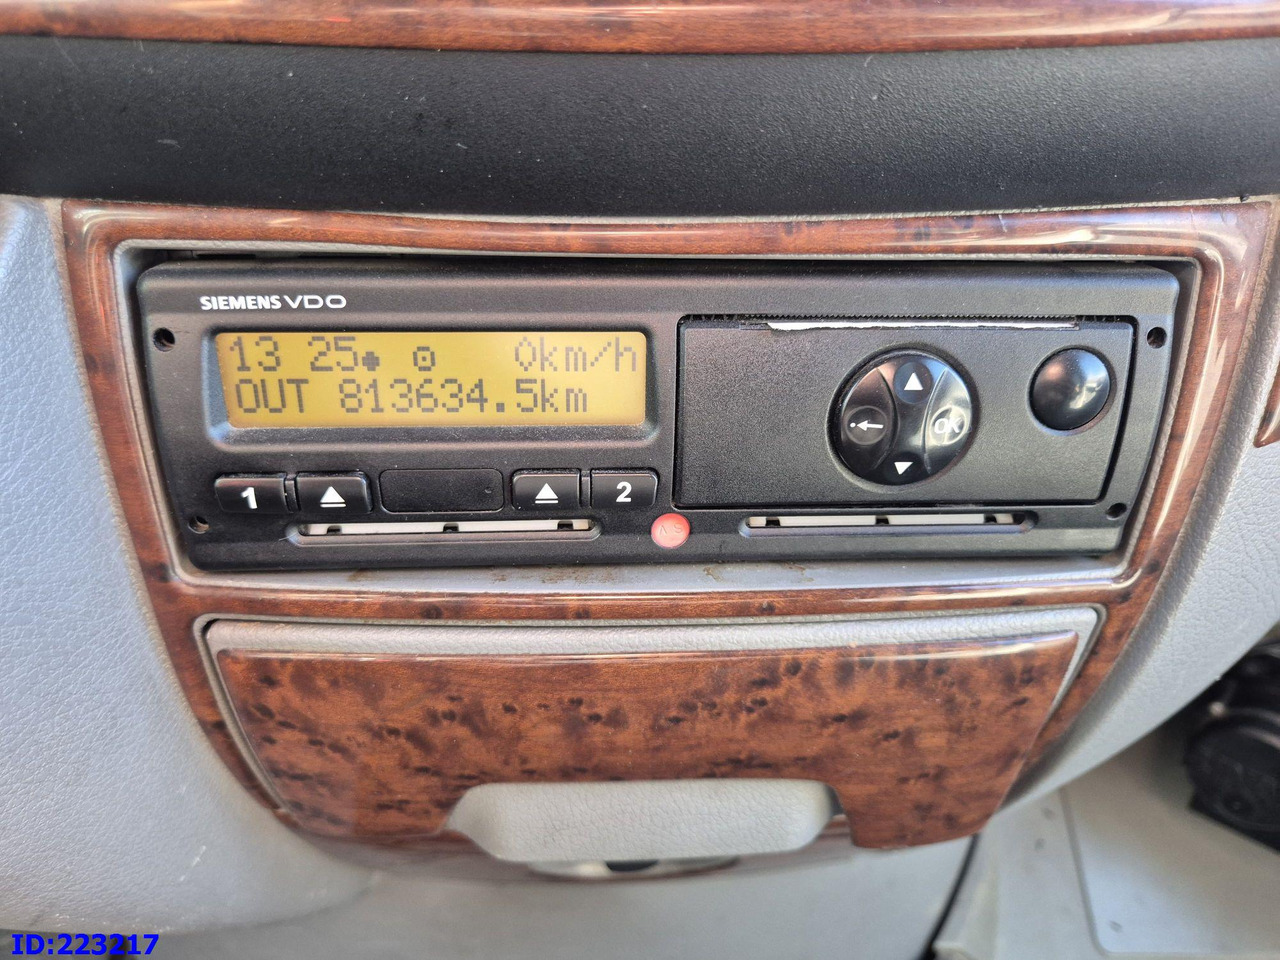 SIEMENS VDO
13 25 0km/h
OUT 813634.5km
1 2
OK
ID:223217